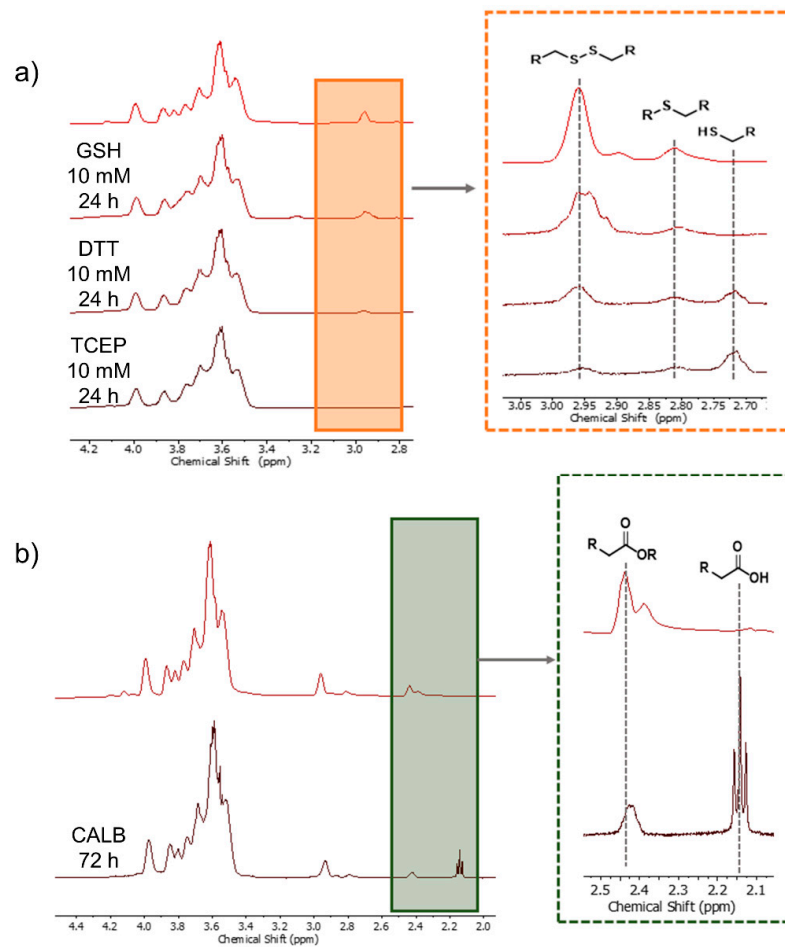 a)
GSH
10 mM
24 h
DTT
10 mM
24 h
TCEP
10 mM
24 h
4.2 4.0 3.8 3.6 3.4 3.2 3.0 2.8
Chemical Shift (ppm)
R S S R
R S R
HS R
3.05 3.00 2.95 2.90 2.85 2.80 2.75 2.70
Chemical Shift (ppm)
b)
CALB
72 h
4.4 4.2 4.0 3.8 3.6 3.4 3.2 3.0 2.8 2.6 2.4 2.2 2.0
Chemical Shift (ppm)
O
R OR
O
R OH
2.5 2.4 2.3 2.2 2.1
Chemical Shift (ppm)